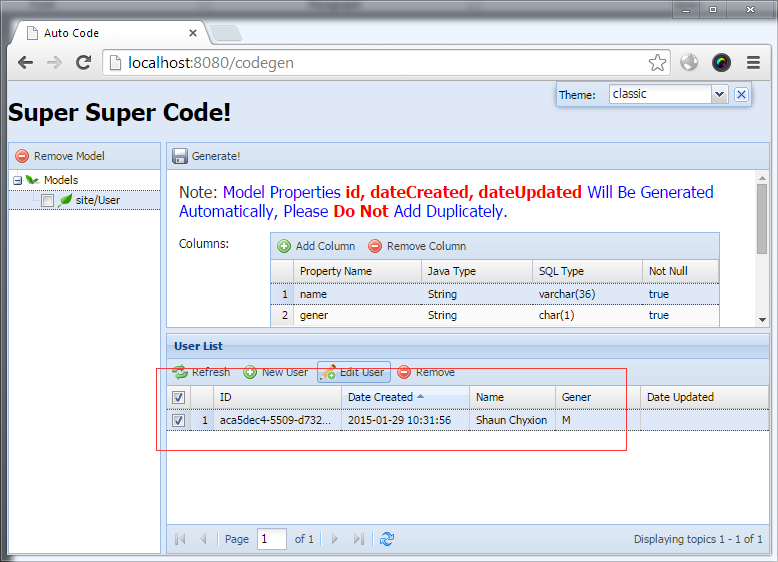 Auto Code
localhost:8080/codegen
Super Super Code!
Theme: classic
Remove Model
Models
site/User
Generate!
Note: Model Properties id, dateCreated, dateUpdated Will Be Generated
Automatically, Please Do Not Add Duplicately.
Columns:
Add Column Remove Column
Property Name Java Type SQL Type Not Null
1 name String varchar(36) true
2 gener String char(1) true
User List
Refresh New User Edit User Remove
ID Date Created Name Gener Date Updated
1 aca5dec4-5509-d732... 2015-01-29 10:31:56 Shaun Chyxion M
Page 1 of 1 Displaying topics 1 - 1 of 1